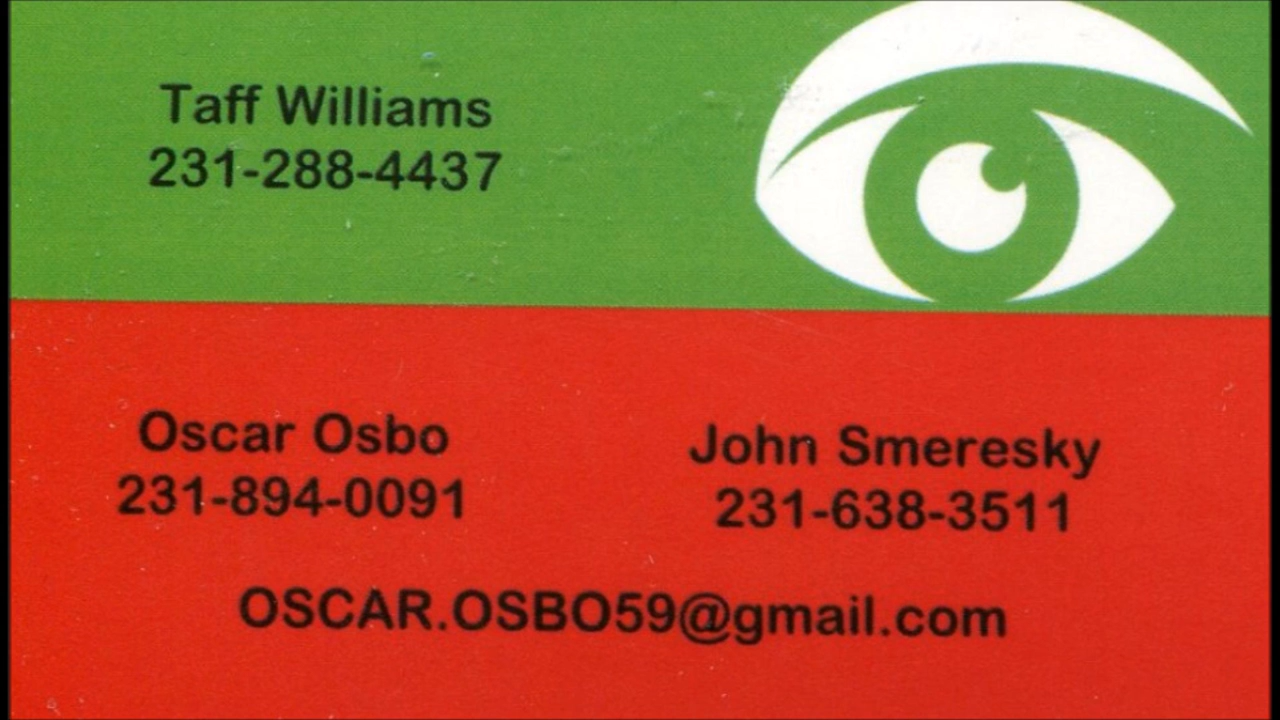 Taff Williams
231-288-4437
Oscar Osbo
231-894-0091
John Smeresky
231-638-3511
OSCAR.OSBO59@gmail.com